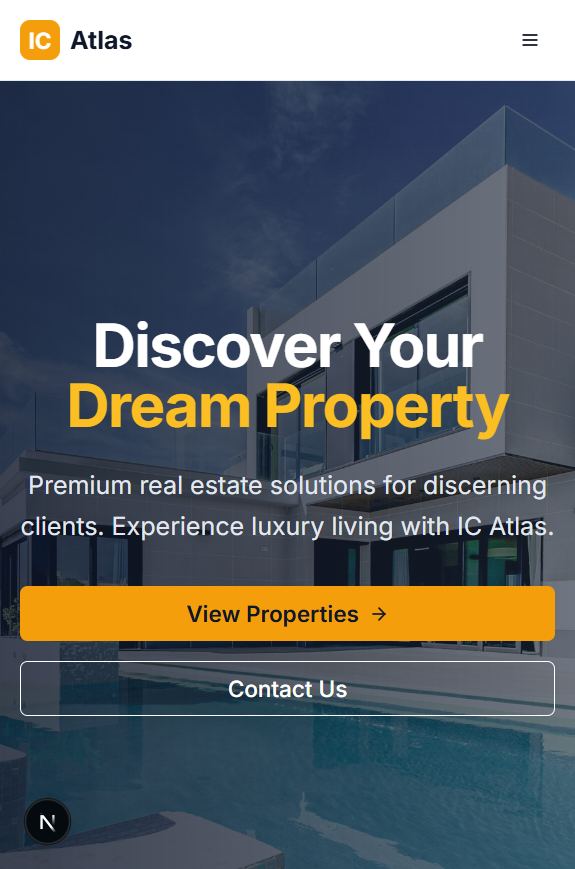 IC Atlas
Discover Your
Dream Property
Premium real estate solutions for discerning
clients. Experience luxury living with IC Atlas.
View Properties →
Contact Us
N